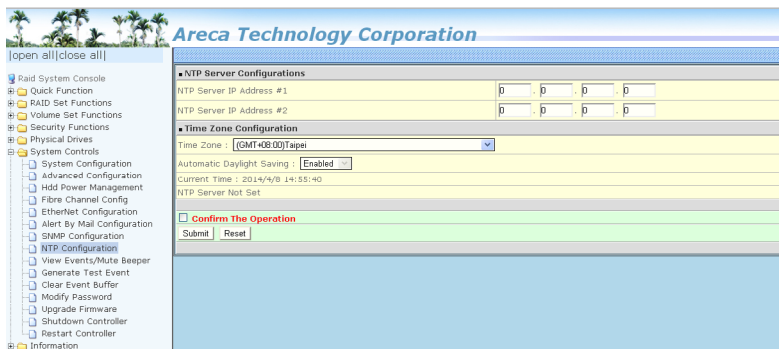 Areca Technology Corporation
|open all|close all|
Raid System Console
Quick Function
RAID Set Functions
Volume Set Functions
Security Functions
Physical Drives
System Controls
System Configuration
Advanced Configuration
Hdd Power Management
Fibre Channel Config
EtherNet Configuration
Alert By Mail Configuration
SNMP Configuration
NTP Configuration
View Events/Mute Beeper
Generate Test Event
Clear Event Buffer
Modify Password
Upgrade Firmware
Shutdown Controller
Restart Controller
Information
NTP Server Configurations
NTP Server IP Address #1 0 . 0 . 0 . 0
NTP Server IP Address #2 0 . 0 . 0 . 0
Time Zone Configuration
Time Zone : (GMT+08:00)Taipei
Automatic Daylight Saving : Enabled
Current Time : 2014/4/8 14:55:40
NTP Server Not Set
Confirm The Operation
Submit Reset